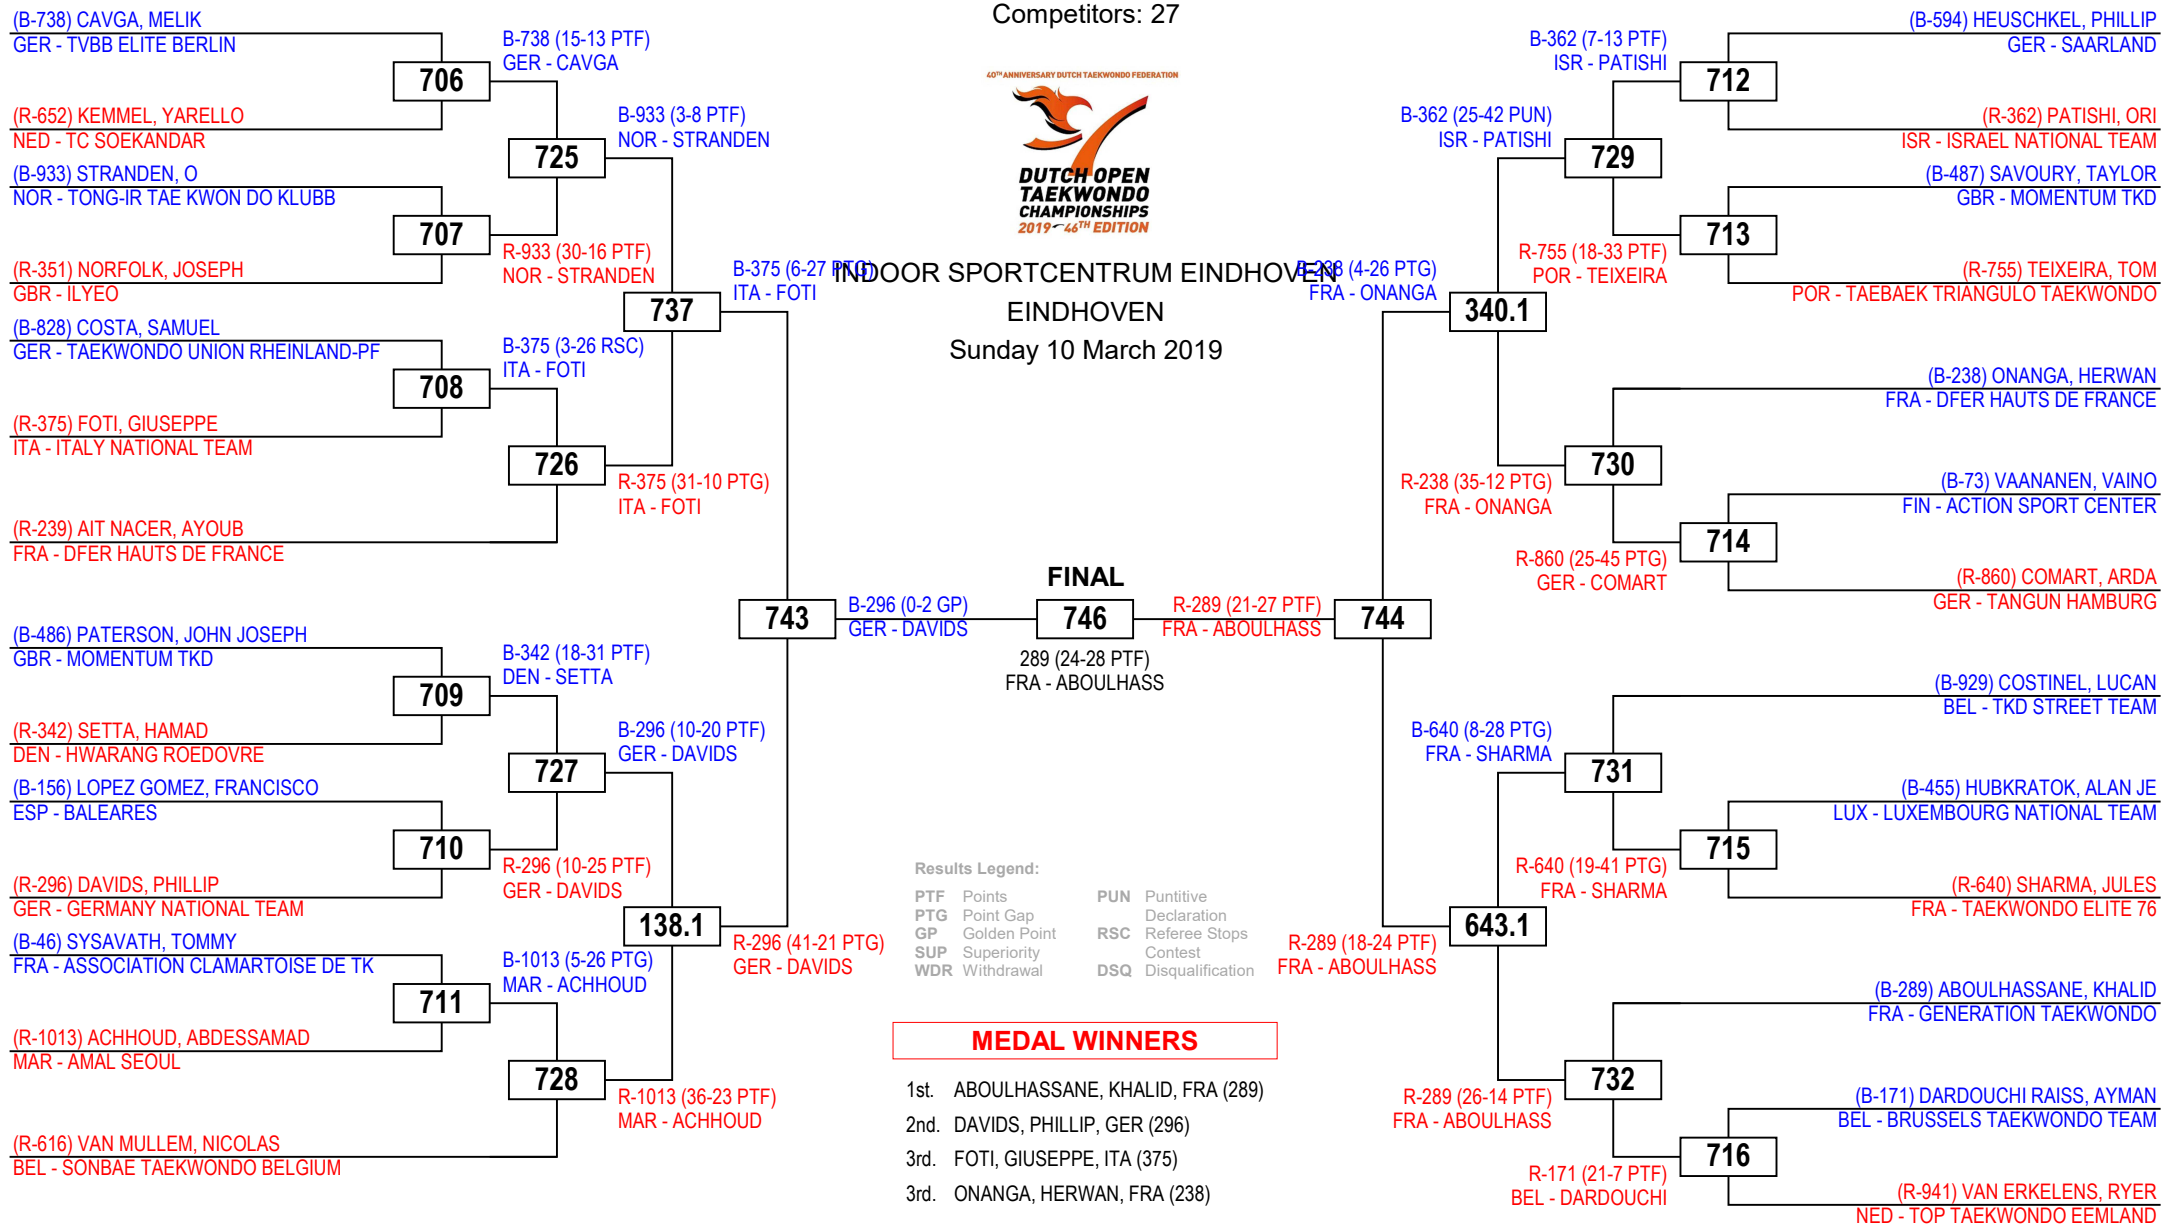 Competitors: 27
(B-738) CAVGA, MELIK
GER - TVBB ELITE BERLIN
706
(R-652) KEMMEL, YARELLO
NED - TC SOEKANDAR
(B-933) STRANDEN, O
NOR - TONG-IR TAE KWON DO KLUBB
707
(R-351) NORFOLK, JOSEPH
GBR - ILYEO
(B-828) COSTA, SAMUEL
GER - TAEKWONDO UNION RHEINLAND-PF
708
(R-375) FOTI, GIUSEPPE
ITA - ITALY NATIONAL TEAM
(R-239) AIT NACER, AYOUB
FRA - DFER HAUTS DE FRANCE
(B-486) PATERSON, JOHN JOSEPH
GBR - MOMENTUM TKD
709
(R-342) SETTA, HAMAD
DEN - HWARANG ROEDOVRE
(B-156) LOPEZ GOMEZ, FRANCISCO
ESP - BALEARES
710
(R-296) DAVIDS, PHILLIP
GER - GERMANY NATIONAL TEAM
(B-46) SYSAVATH, TOMMY
FRA - ASSOCIATION CLAMARTOISE DE TK
711
(R-1013) ACHHOUD, ABDESSAMAD
MAR - AMAL SEOUL
(R-616) VAN MULLEM, NICOLAS
BEL - SONBAE TAEKWONDO BELGIUM
B-738 (15-13 PTF)
GER - CAVGA
725
R-933 (30-16 PTF)
NOR - STRANDEN
B-375 (3-26 RSC)
ITA - FOTI
726
B-342 (18-31 PTF)
DEN - SETTA
727
R-296 (10-25 PTF)
GER - DAVIDS
B-1013 (5-26 PTG)
MAR - ACHHOUD
728
B-933 (3-8 PTF)
NOR - STRANDEN
737
R-375 (31-10 PTG)
ITA - FOTI
B-296 (10-20 PTF)
GER - DAVIDS
138.1
R-1013 (36-23 PTF)
MAR - ACHHOUD
B-375 (6-27 PTG)
ITA - FOTI
743
R-296 (41-21 PTG)
GER - DAVIDS
40TH ANNIVERSARY DUTCH TAEKWONDO FEDERATION
DUTCH OPEN
TAEKWONDO
CHAMPIONSHIPS
2019 46TH EDITION
INDOOR SPORTCENTRUM EINDHOVEN
EINDHOVEN
Sunday 10 March 2019
FINAL
B-296 (0-2 GP)
GER - DAVIDS
746
R-289 (21-27 PTF)
FRA - ABOULHASS
289 (24-28 PTF)
FRA - ABOULHASS
Results Legend:
PTF Points PUN Puntitive
PTG Point Gap Declaration
GP Golden Point RSC Referee Stops
SUP Superiority Contest
WDR Withdrawal DSQ Disqualification
MEDAL WINNERS
1st. ABOULHASSANE, KHALID, FRA (289)
2nd. DAVIDS, PHILLIP, GER (296)
3rd. FOTI, GIUSEPPE, ITA (375)
3rd. ONANGA, HERWAN, FRA (238)
B-238 (4-26 PTG)
FRA - ONANGA
744
R-289 (18-24 PTF)
FRA - ABOULHASS
B-362 (25-42 PUN)
ISR - PATISHI
340.1
R-238 (35-12 PTG)
FRA - ONANGA
B-640 (8-28 PTG)
FRA - SHARMA
643.1
R-289 (26-14 PTF)
FRA - ABOULHASS
B-362 (7-13 PTF)
ISR - PATISHI
729
R-755 (18-33 PTF)
POR - TEIXEIRA
730
R-860 (25-45 PTG)
GER - COMART
731
R-640 (19-41 PTG)
FRA - SHARMA
732
R-171 (21-7 PTF)
BEL - DARDOUCHI
(B-594) HEUSCHKEL, PHILLIP
GER - SAARLAND
712
(R-362) PATISHI, ORI
ISR - ISRAEL NATIONAL TEAM
(B-487) SAVOURY, TAYLOR
GBR - MOMENTUM TKD
713
(R-755) TEIXEIRA, TOM
POR - TAEBAEK TRIANGULO TAEKWONDO
(B-238) ONANGA, HERWAN
FRA - DFER HAUTS DE FRANCE
(B-73) VAANANEN, VAINO
FIN - ACTION SPORT CENTER
714
(R-860) COMART, ARDA
GER - TANGUN HAMBURG
(B-929) COSTINEL, LUCAN
BEL - TKD STREET TEAM
(B-455) HUBKRATOK, ALAN JE
LUX - LUXEMBOURG NATIONAL TEAM
715
(R-640) SHARMA, JULES
FRA - TAEKWONDO ELITE 76
(B-289) ABOULHASSANE, KHALID
FRA - GENERATION TAEKWONDO
(B-171) DARDOUCHI RAISS, AYMAN
BEL - BRUSSELS TAEKWONDO TEAM
716
(R-941) VAN ERKELENS, RYER
NED - TOP TAEKWONDO EEMLAND